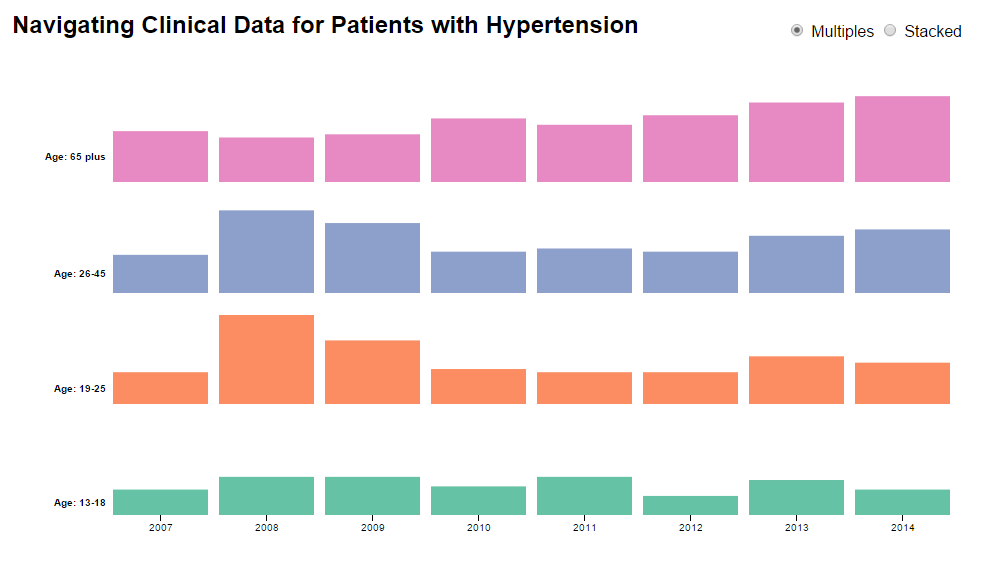 Navigating Clinical Data for Patients with Hypertension
Multiples Stacked
Age: 65 plus
Age: 26-45
Age: 19-25
Age: 13-18
2007 2008 2009 2010 2011 2012 2013 2014